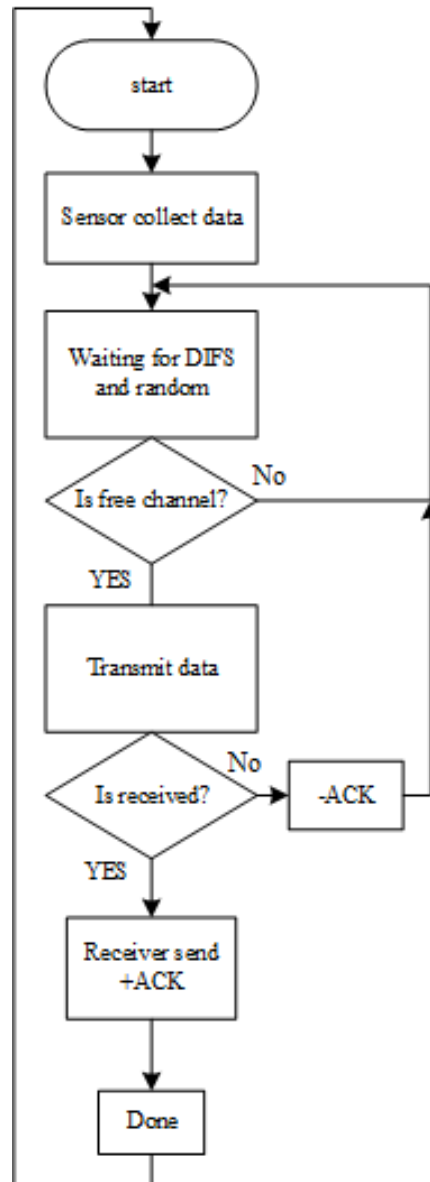 start
Sensor collect data
Waiting for DIFS
and random
Is free channel?
No
YES
Transmit data
Is received?
No
-ACK
YES
Receiver send
+ACK
Done